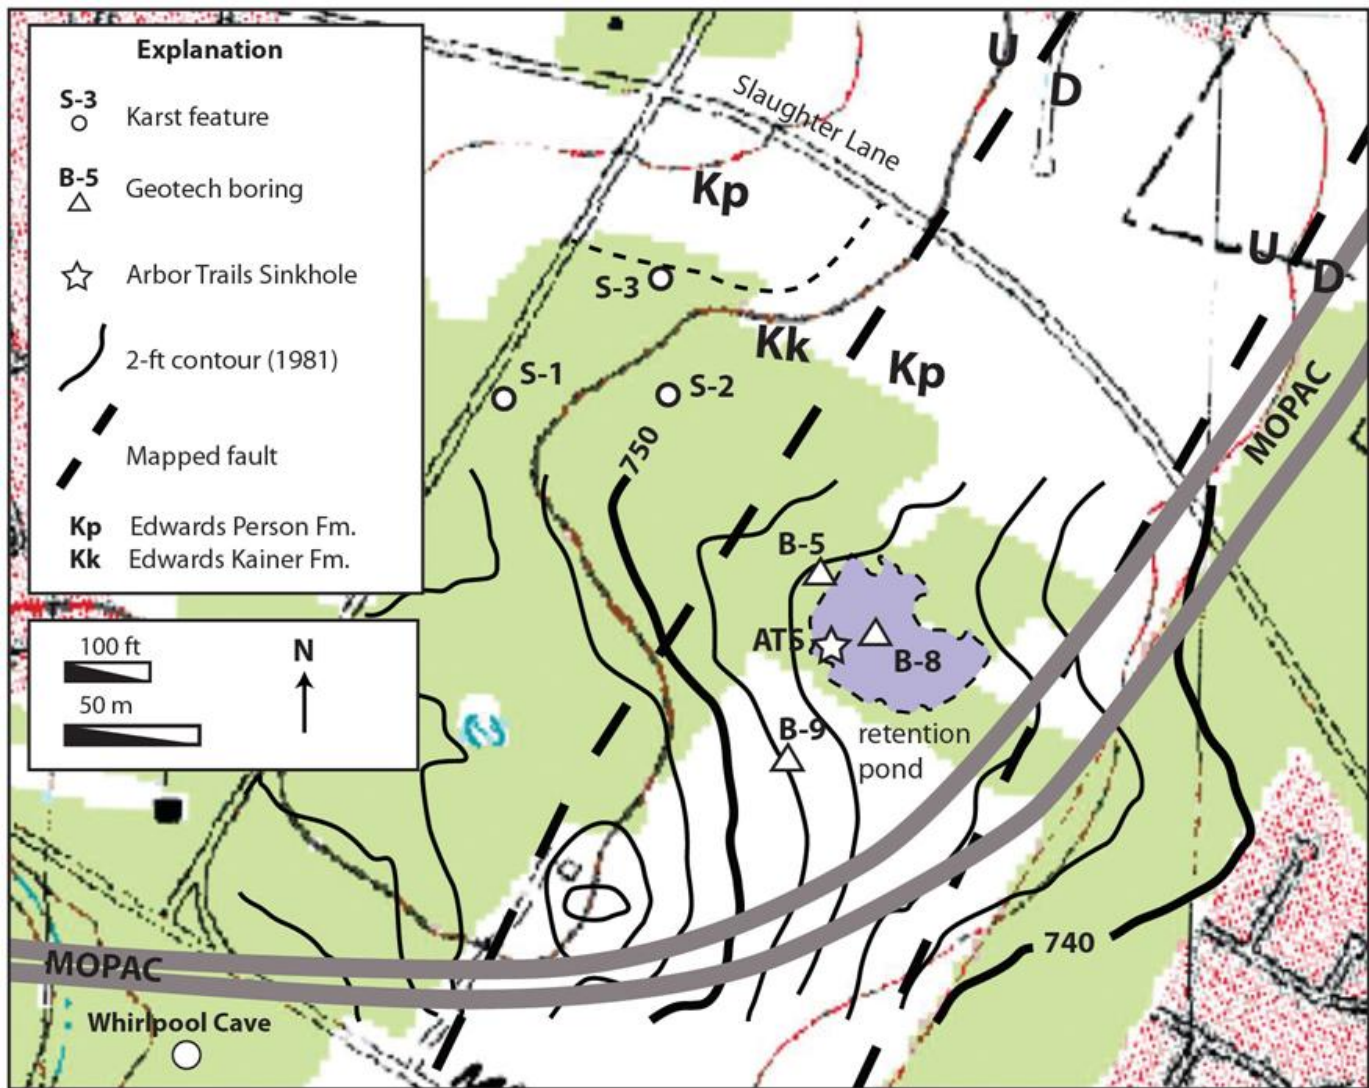 Explanation
S-3
Karst feature
B-5
Geotech boring
Arbor Trails Sinkhole
2-ft contour (1981)
Mapped fault
Kp Edwards Person Fm.
Kk Edwards Kainer Fm.
100 ft
50 m
N
U
D
Slaughter Lane
Kp
U
D
S-3
Kk
Kp
S-1
S-2
MOPAC
750
B-5
ATS
B-8
B-9
retention
pond
740
MOPAC
Whirlpool Cave